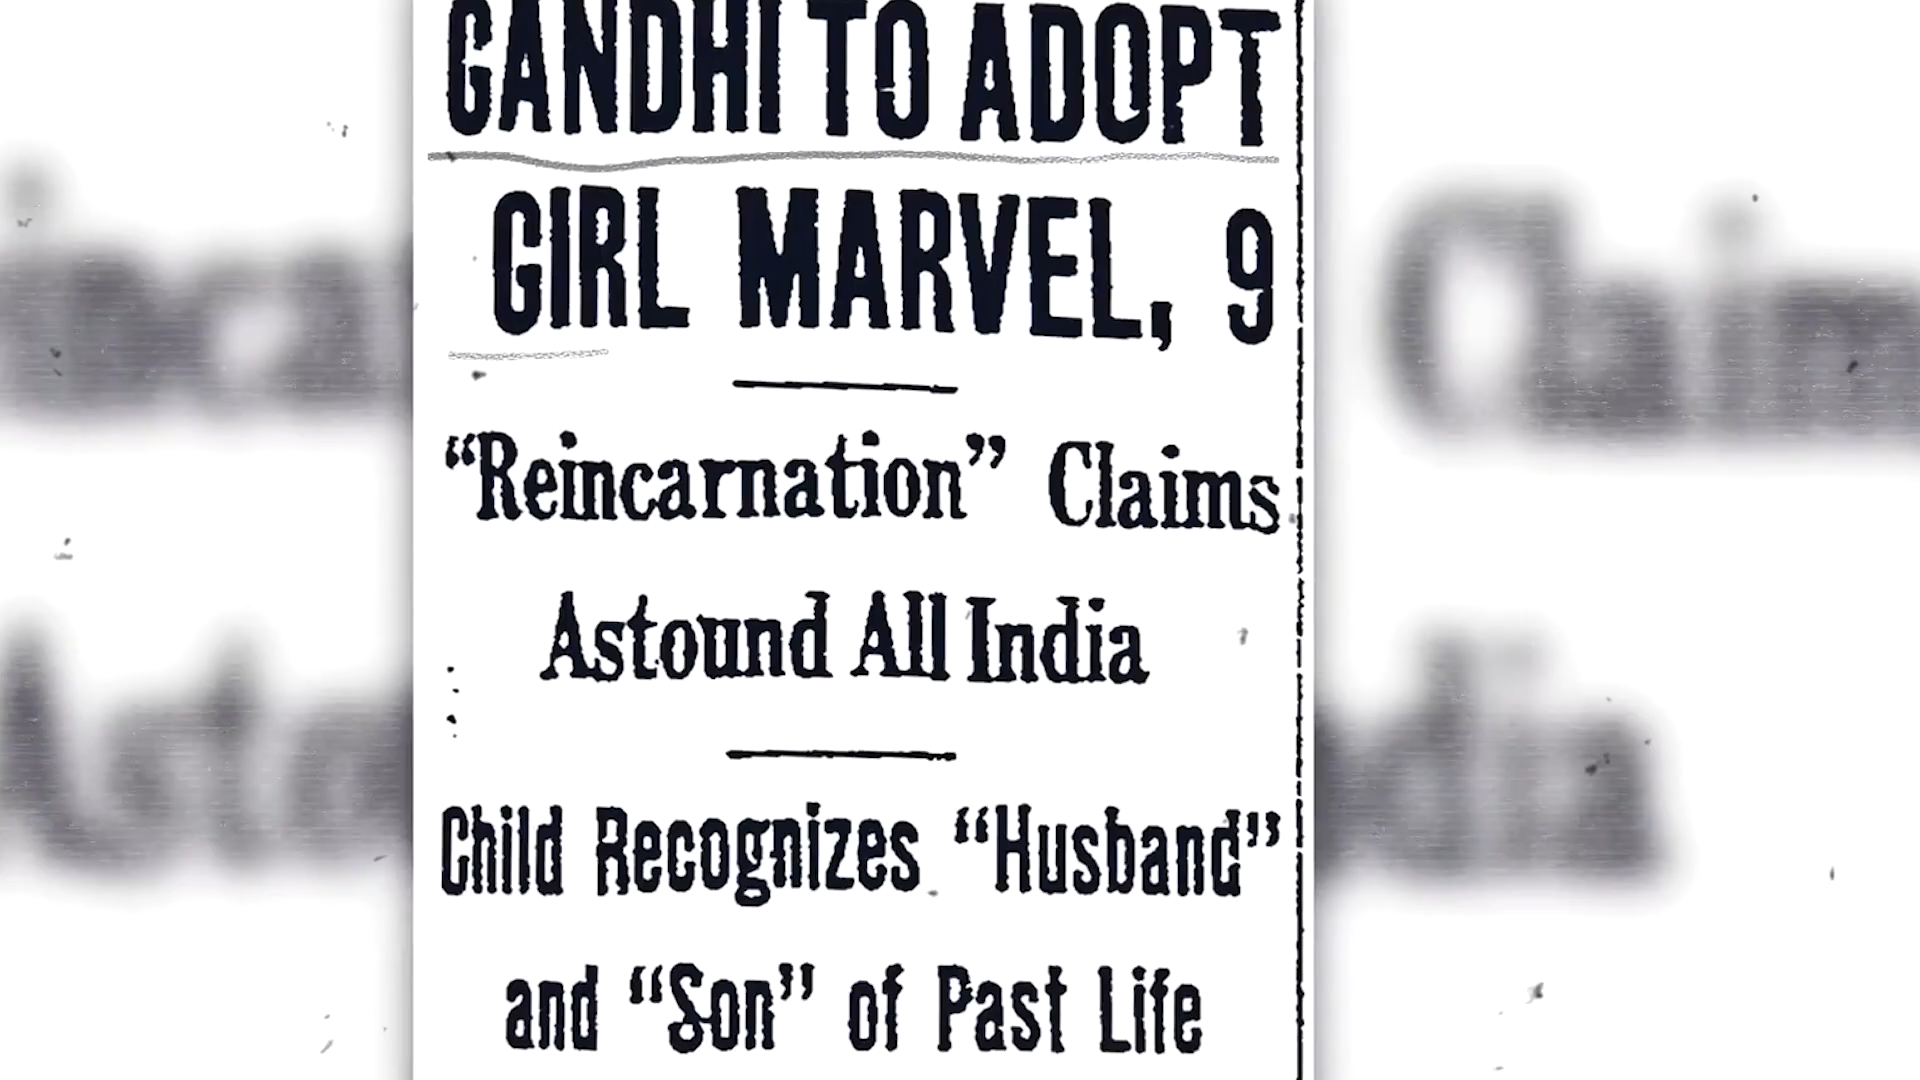 GANDHI TO ADOPT
GIRL MARVEL, 9
“Reincarnation” Claims
Astound All India
Child Recognizes “Husband”
and “Son” of Past Life